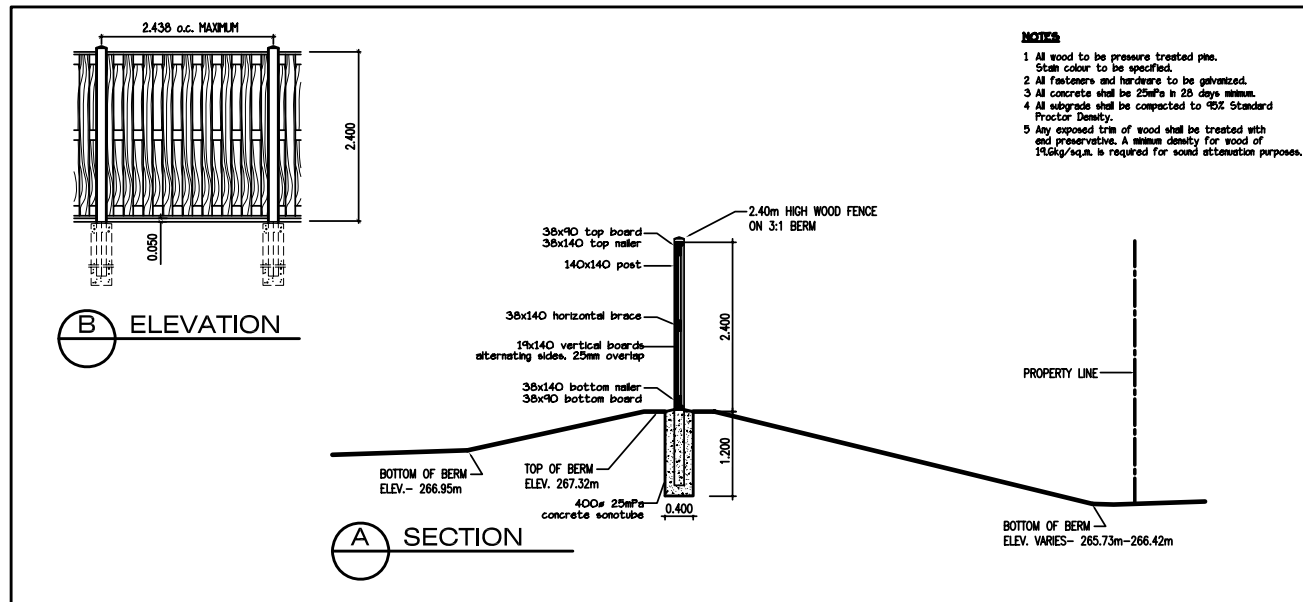 2.438 o.c. MAXIMUM
2.400
0.050
B ELEVATION
NOTES
1 All wood to be pressure treated pine.
Stain colour to be specified.
2 All fasteners and hardware to be galvanized.
3 All concrete shall be 25mPa in 28 days minimum.
4 All subgrade shall be compacted to 95% Standard
Proctor Density.
5 Any exposed trim of wood shall be treated with
end preservative. A minimum density for wood of
19.6kg/sq.m. is required for sound attenuation purposes.
2.40m HIGH WOOD FENCE
ON 3:1 BERM
38x90 top board
38x140 top nailer
140x140 post
38x140 horizontal brace
19x140 vertical boards
alternating sides. 25mm overlap
38x140 bottom nailer
38x90 bottom board
2.400
1.200
PROPERTY LINE
BOTTOM OF BERM
ELEV.- 266.95m
TOP OF BERM
ELEV. 267.32m
400ø 25mPa
concrete sonotube
0.400
BOTTOM OF BERM
ELEV. VARIES- 265.73m-266.42m
A SECTION